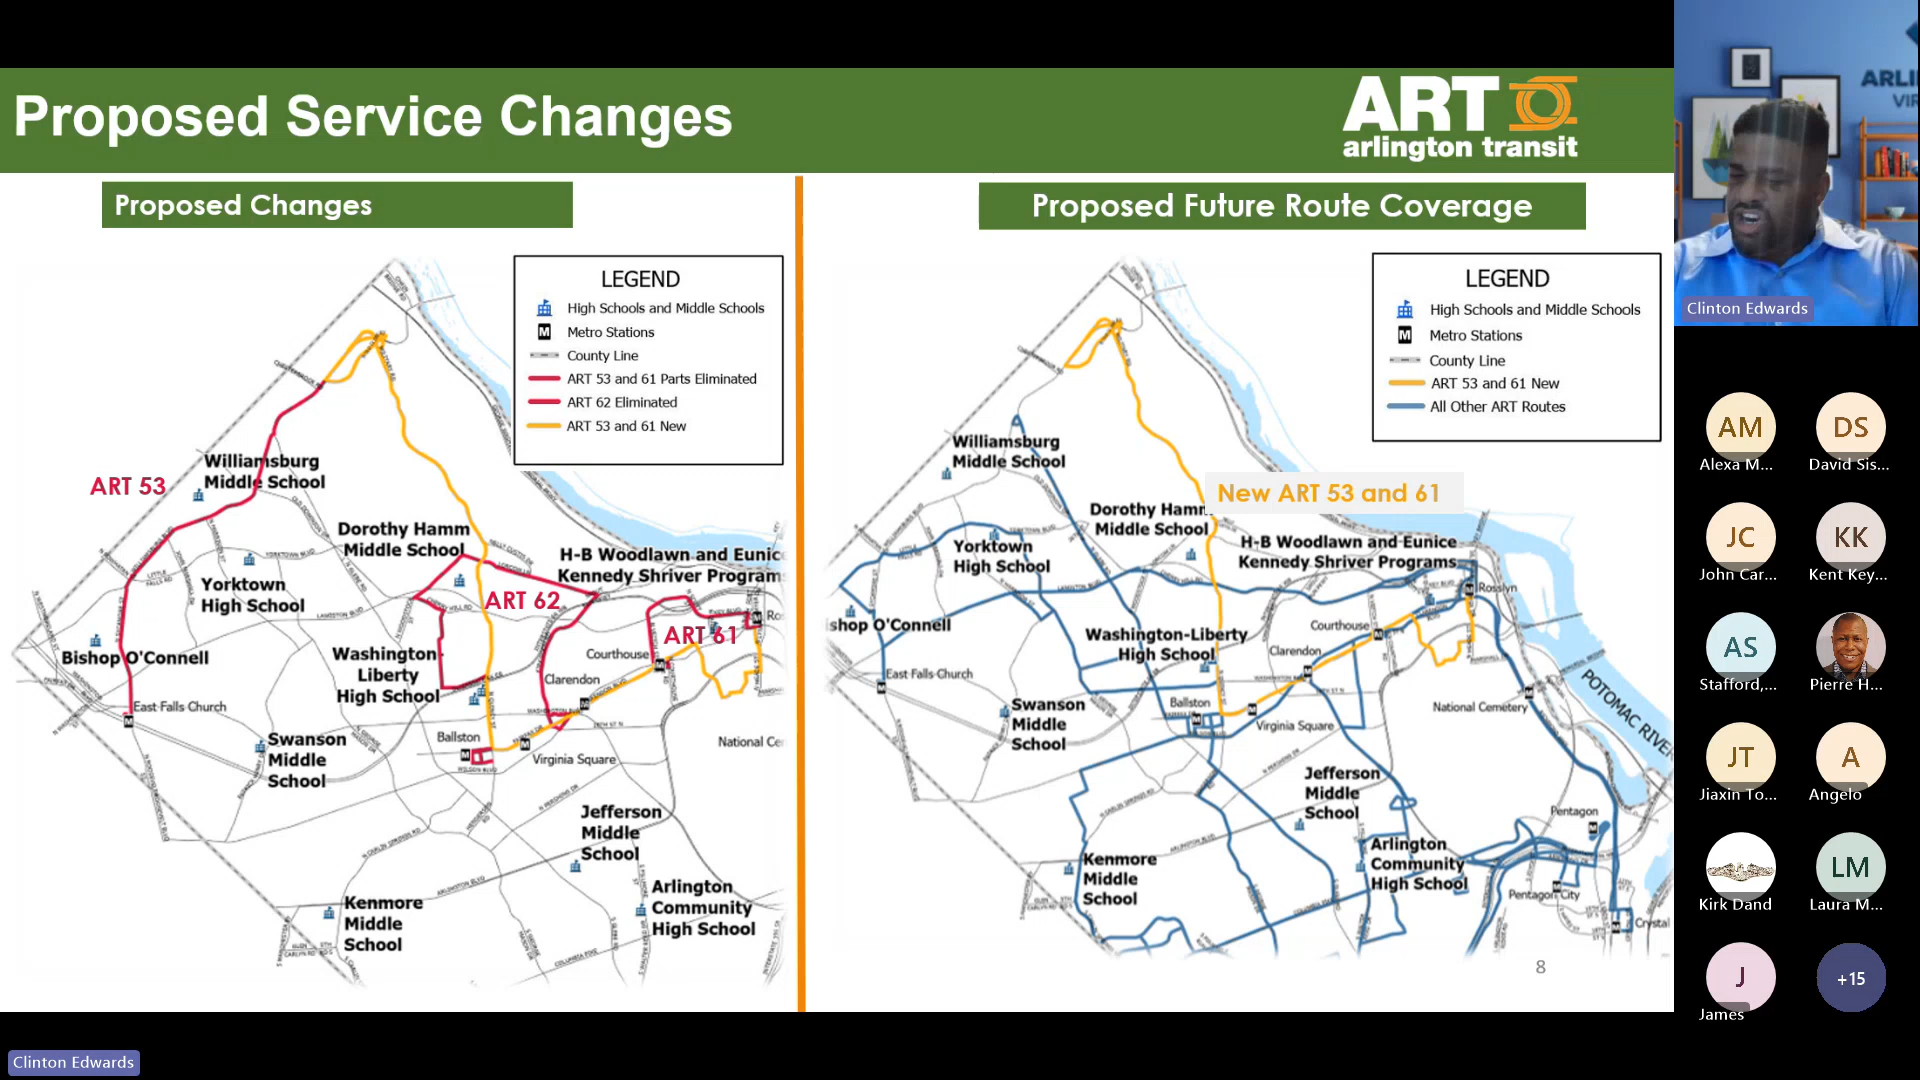 Proposed Service Changes
ART
arlington transit
Proposed Changes
LEGEND
High Schools and Middle Schools
M
Metro Stations
County Line
ART 53 and 61 Parts Eliminated
ART 62 Eliminated
ART 53 and 61 New
ART 53
Williamsburg
Middle School
Dorothy Hamm
Middle School
Yorktown
High School
H-B Woodlawn and Eunice
Kennedy Shriver Programs
ART 62
ART 61
Bishop O'Connell
Washington-
Liberty
High School
Courthouse
Clarendon
East Falls Church
Swanson
Middle
School
Ballston
Virginia Square
National Ce
Jefferson
Middle
School
Kenmore
Middle
School
Arlington
Community
High School
Proposed Future Route Coverage
LEGEND
High Schools and Middle Schools
M
Metro Stations
County Line
ART 53 and 61 New
All Other ART Routes
Williamsburg
Middle School
New ART 53 and 61
Dorothy Hamm
Middle School
Yorktown
High School
H-B Woodlawn and Eunice
Kennedy Shriver Programs
Rosslyn
shop O'Connell
Washington-Liberty
High School
Courthouse
Clarendon
East Falls Church
Swanson
Middle
School
Ballston
Virginia Square
National Cemetery
POTOMAC RIVE
Jefferson
Middle
School
Pentagon
Arlington
Community
High School
Kenmore
Middle
School
Pentagon City
Crystal
8
ARLI
VIR
Clinton Edwards
AM
Alexa M...
DS
David Sis...
JC
John Car...
KK
Kent Key...
AS
Stafford,...
Pierre H...
JT
Jiaxin To...
A
Angelo
Kirk Dand
LM
Laura M...
J
James
+15
Clinton Edwards